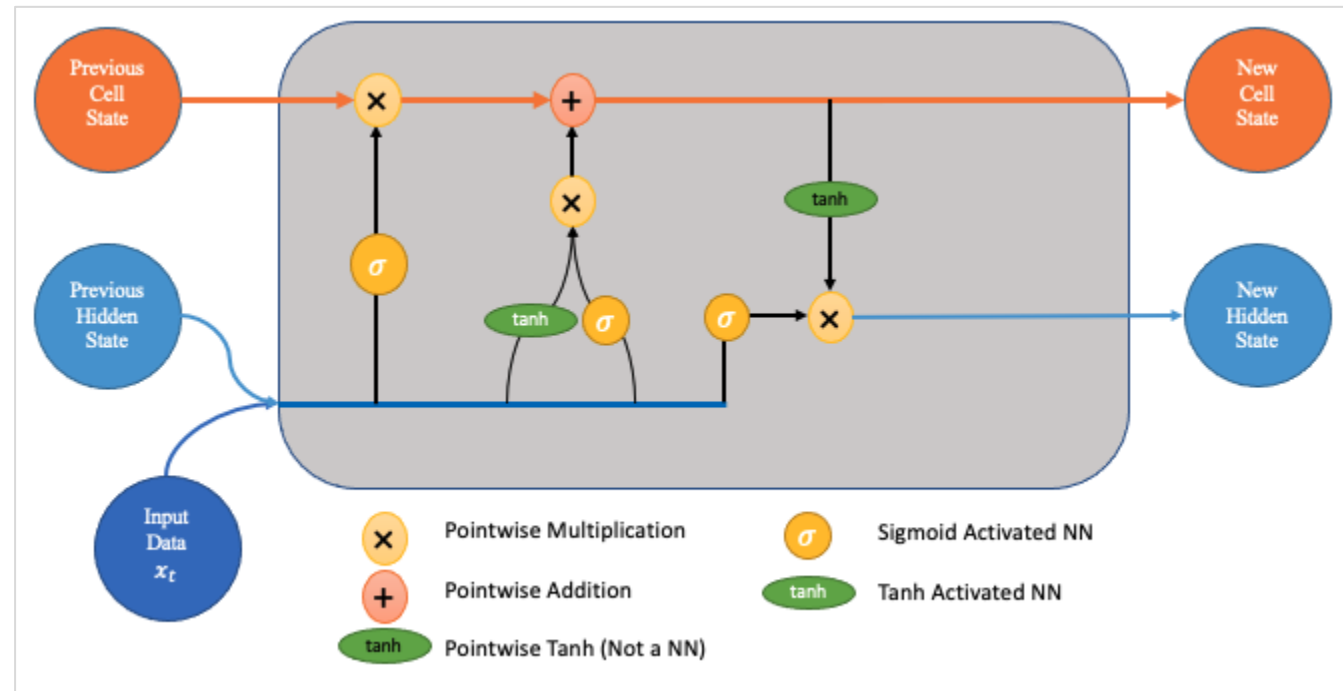 Previous
Cell
State
×
+
New
Cell
State
×
tanh
Previous
Hidden
State
σ
tanh
σ
σ
×
New
Hidden
State
Input
Data
x_t
× Pointwise Multiplication
σ Sigmoid Activated NN
+ Pointwise Addition
tanh Tanh Activated NN
tanh Pointwise Tanh (Not a NN)